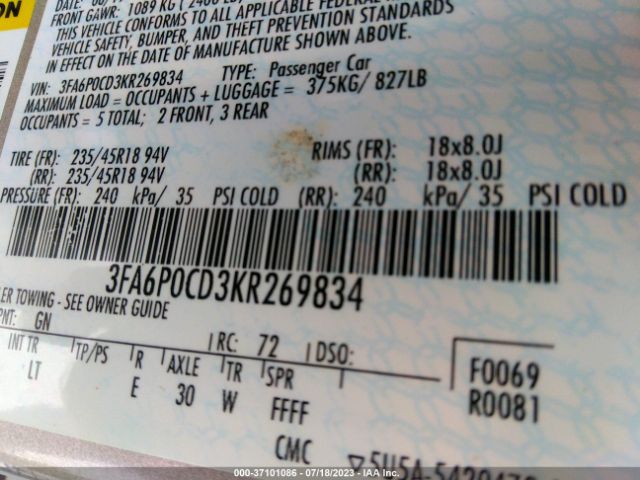 ON
FRONT GAWR: 1089 KG
THIS VEHICLE CONFORMS TO ALL APPLICABLE FEDERAL
VEHICLE SAFETY, BUMPER, AND THEFT PREVENTION STANDARDS
IN EFFECT ON THE DATE OF MANUFACTURE SHOWN ABOVE.
VIN: 3FA6P0CD3KR269834 TYPE: Passenger Car
MAXIMUM LOAD = OCCUPANTS + LUGGAGE = 375KG/ 827LB
OCCUPANTS = 5 TOTAL; 2 FRONT, 3 REAR
TIRE (FR): 235/45R18 94V RIMS (FR): 18x8.0J
(RR): 235/45R18 94V (RR): 18x8.0J
PRESSURE (FR): 240 kPa/ 35 PSI COLD (RR): 240 kPa/ 35 PSI COLD
3FA6P0CD3KR269834
TOWING - SEE OWNER GUIDE
PNT: GN RC: 72 DSO:
INT TR TP/PS R AXLE TR SPR
LT E 30 W FFFF
F0069
R0081
CMC
000-37101086 - 07/18/2023 - IAA Inc.